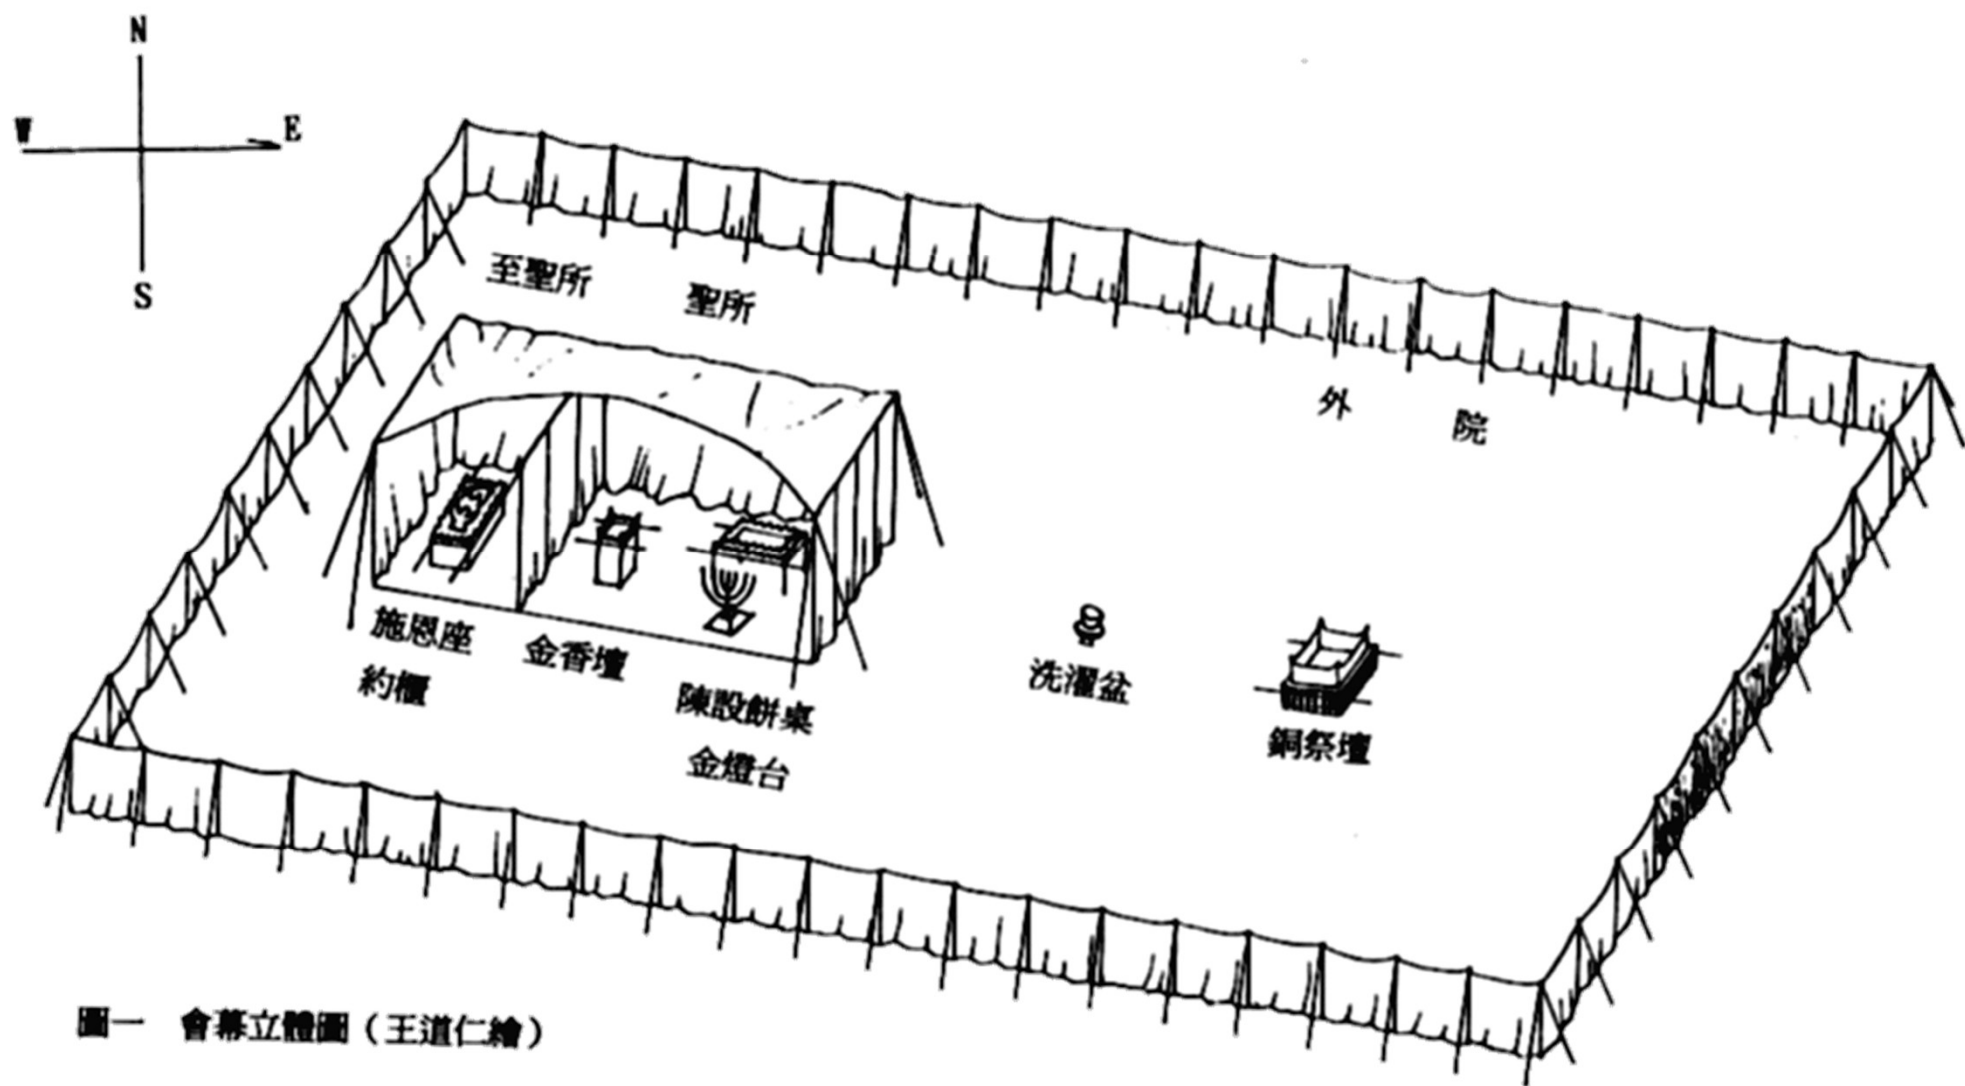 N
W E
S
至聖所
聖所
外院
施恩座
約櫃
金香壇
陳設餅桌
金燈台
洗濯盆
銅祭壇
圖一 會幕立體圖（王道仁繪）